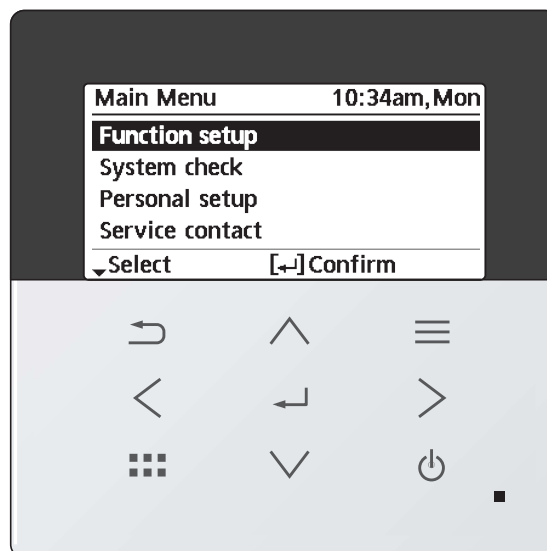 Main Menu 10:34am,Mon
Function setup
System check
Personal setup
Service contact
Select [↵] Confirm